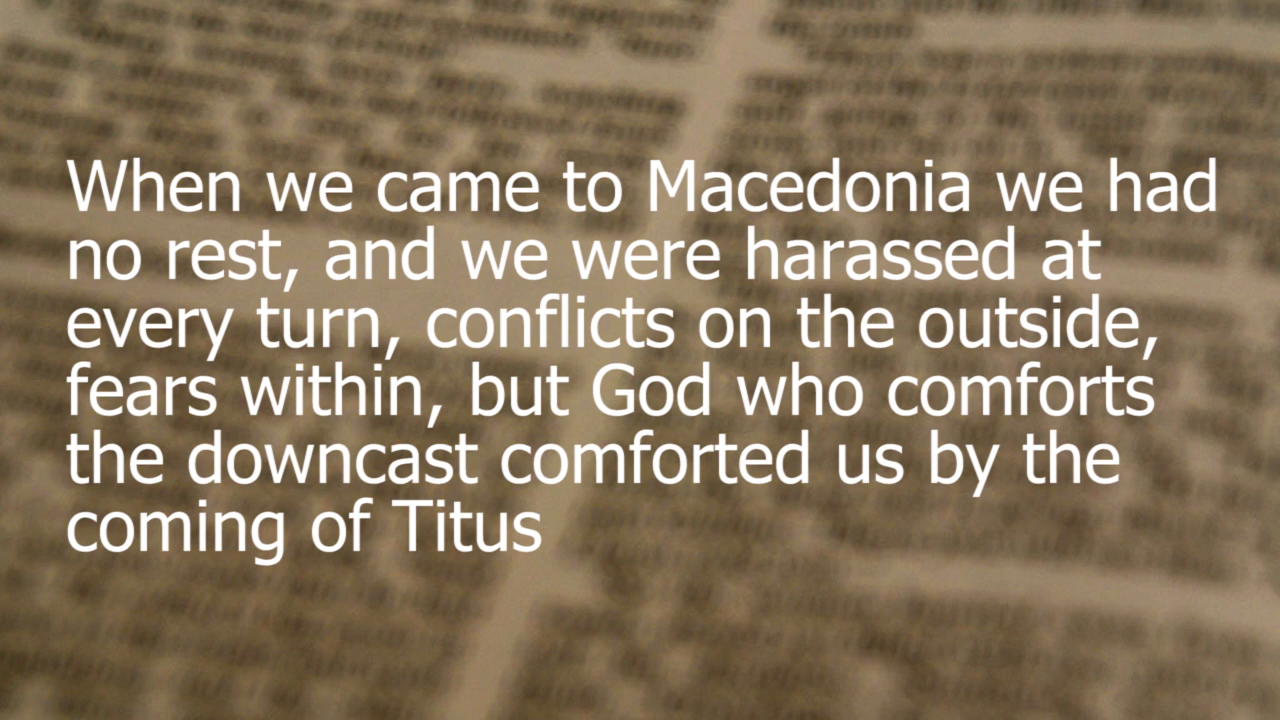 When we came to Macedonia we had
no rest, and we were harassed at
every turn, conflicts on the outside,
fears within, but God who comforts
the downcast comforted us by the
coming of Titus